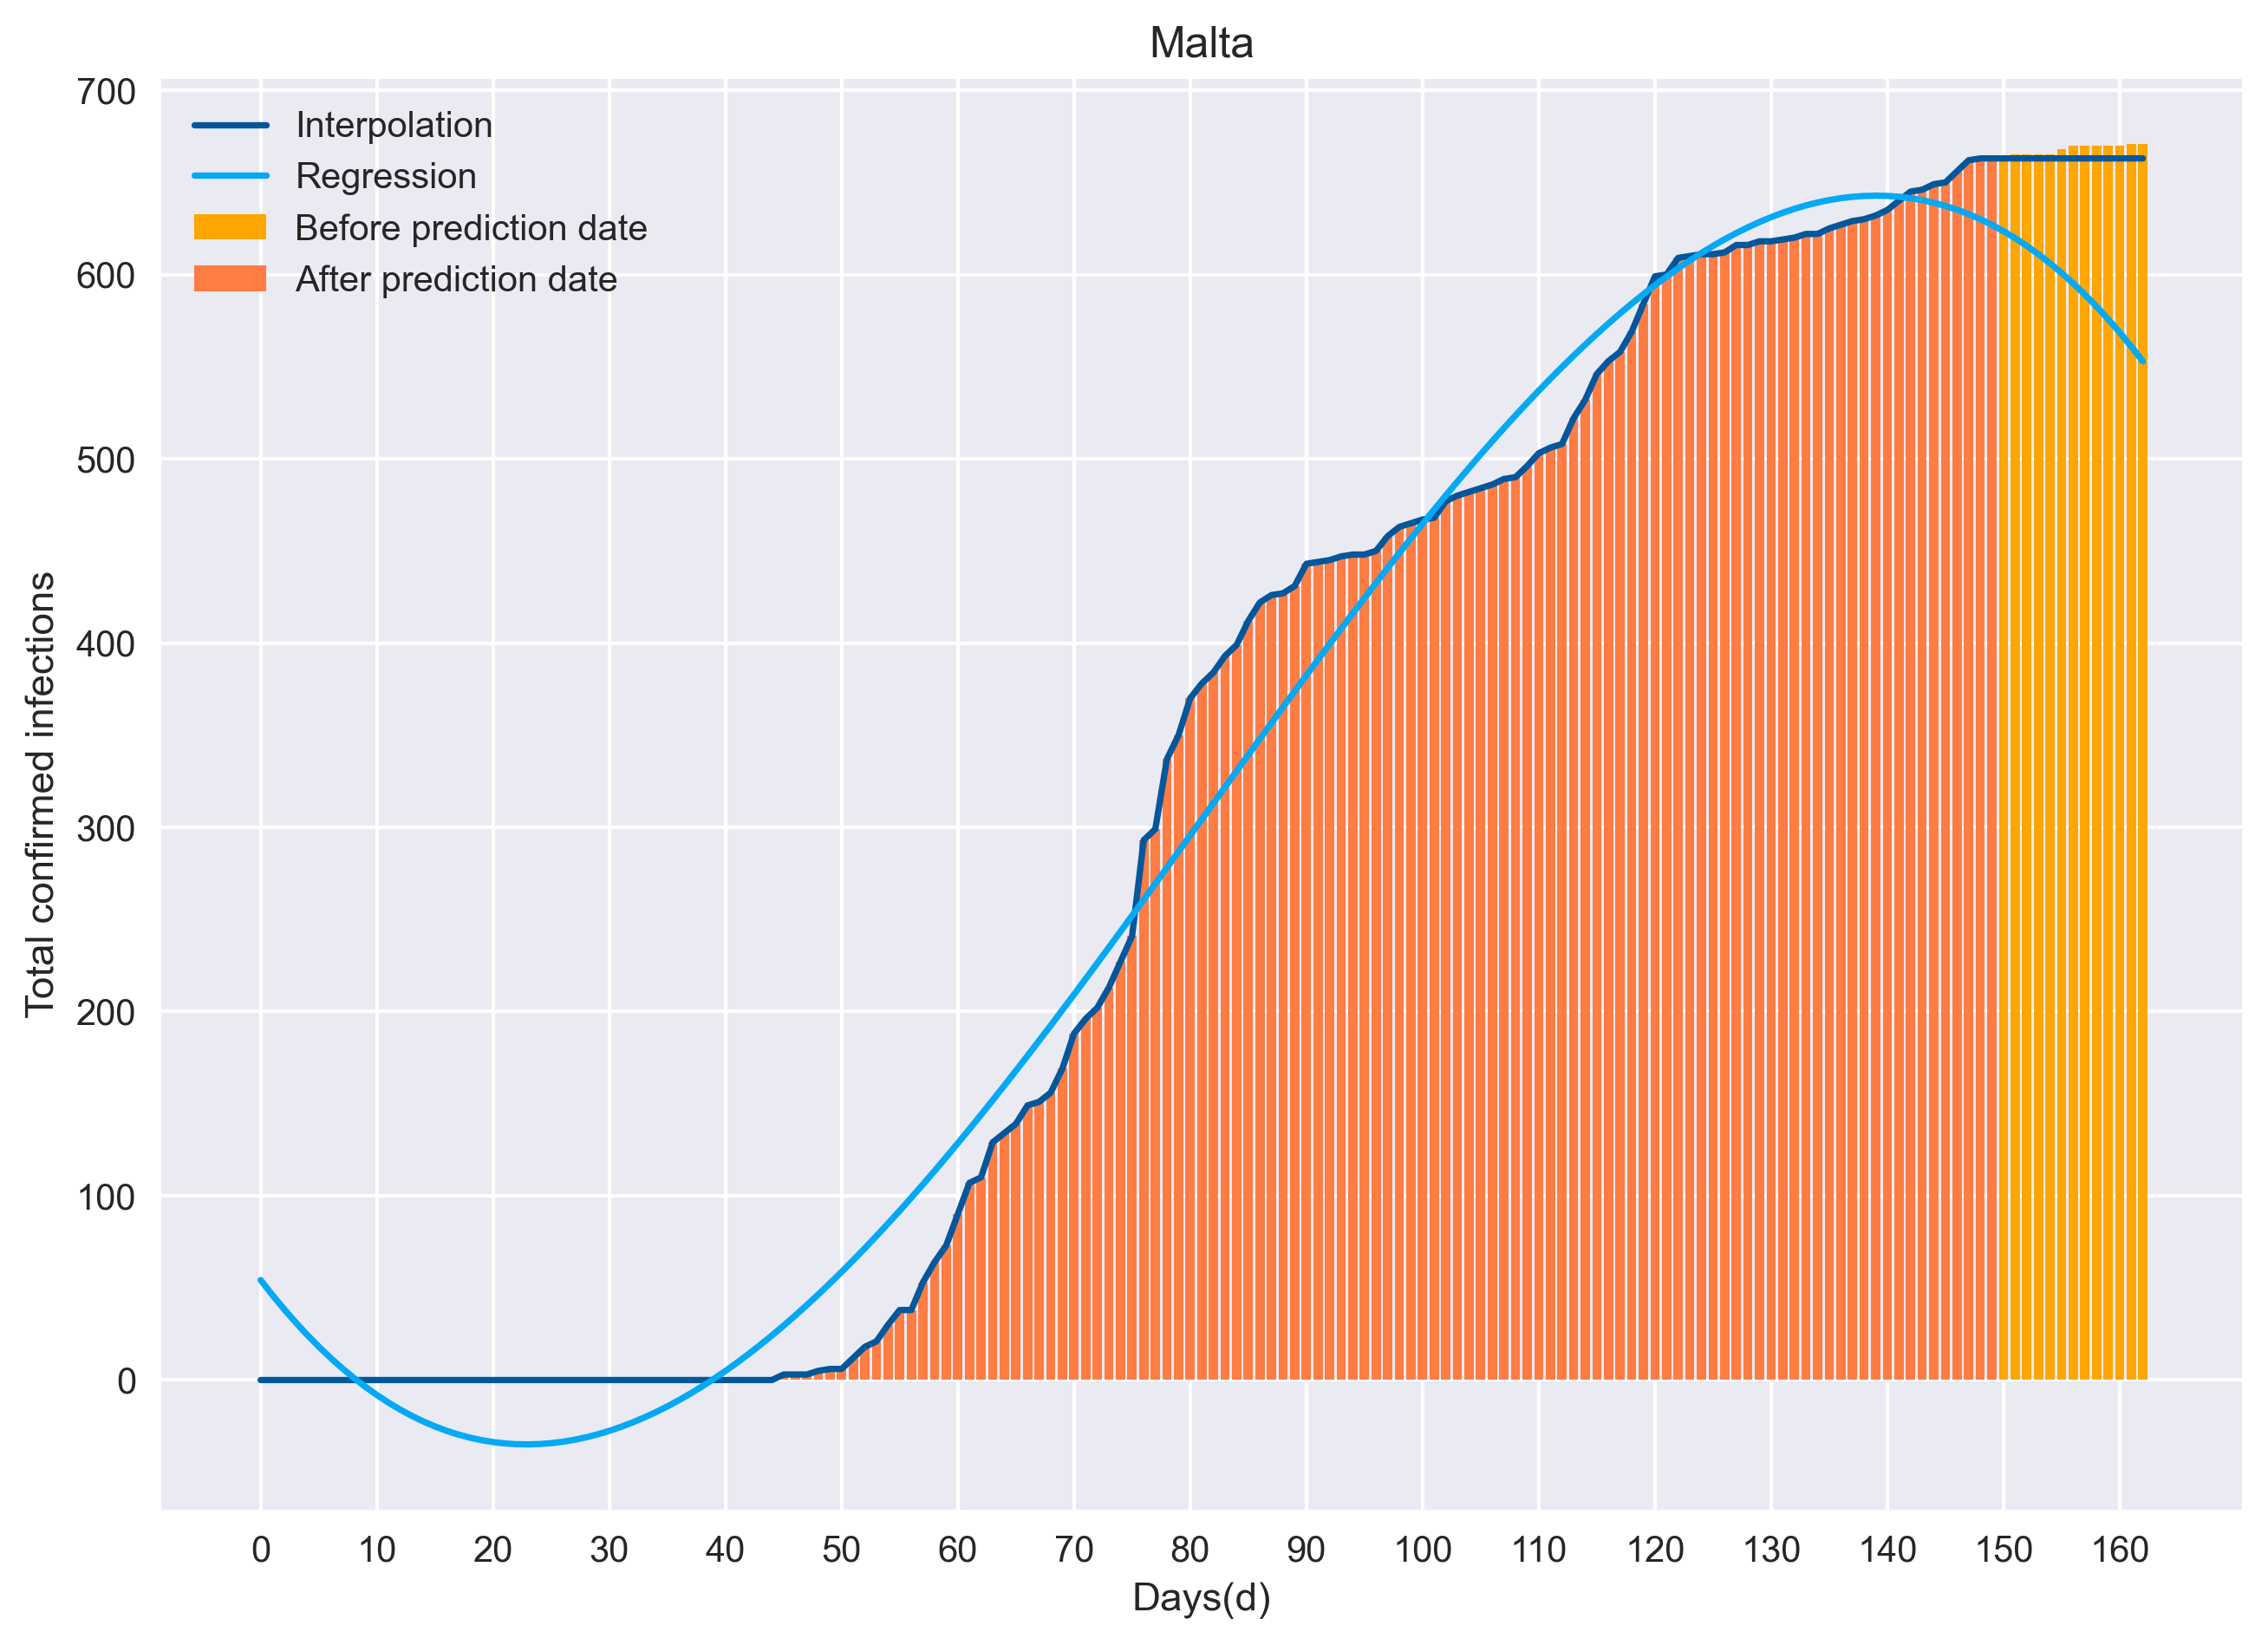 Malta
700
600
500
400
300
200
100
0
Interpolation
Regression
Before prediction date
After prediction date
Total confirmed infections
0 10 20 30 40 50 60 70 80 90 100 110 120 130 140 150 160
Days(d)